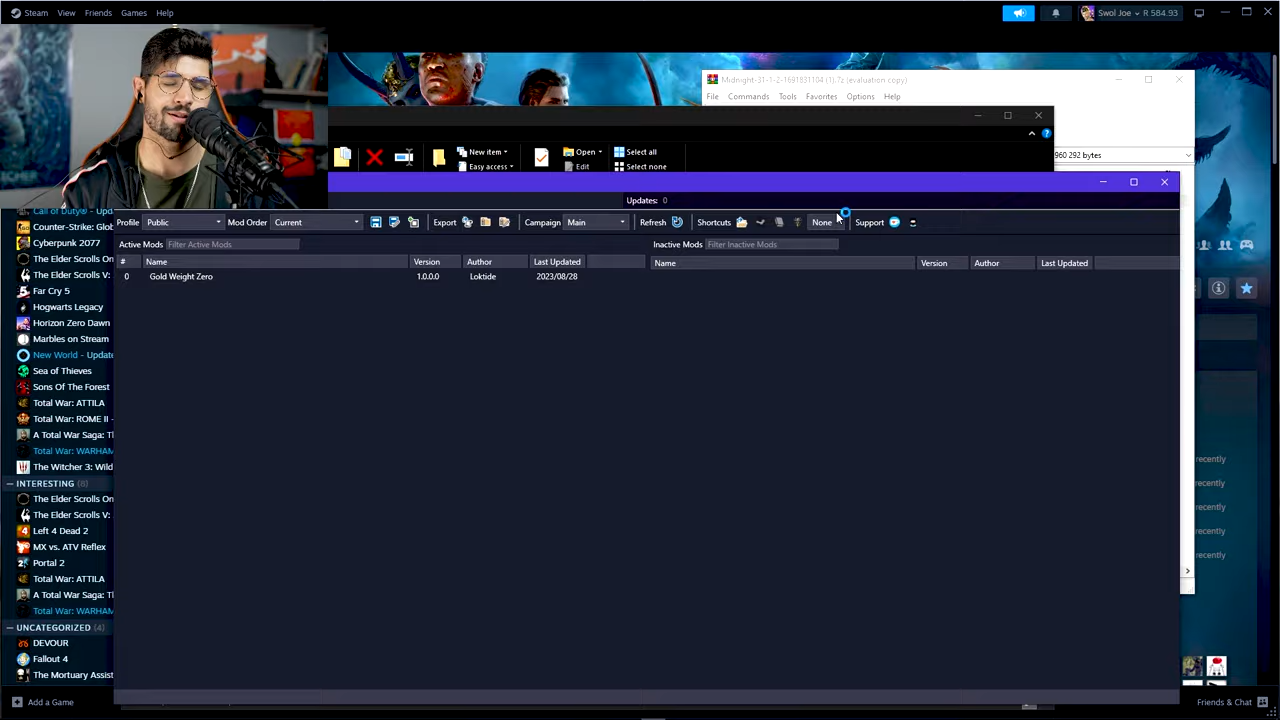 Steam View Friends Games Help
Swol Joe R 584.93
Midnight-31-1-2-1691831104 (1).7z (evaluation copy)
File Commands Tools Favorites Options Help
New item Open Select all
Easy access Edit Select none
960 292 bytes
Updates: 0
Profile Public Mod Order Current Export Campaign Main Refresh Shortcuts None Support
Active Mods Filter Active Mods Inactive Mods Filter Inactive Mods
# Name Version Author Last Updated Name Version Author Last Updated
0 Gold Weight Zero 1.0.0.0 Loktide 2023/08/28
Call of Duty® - Upd
Counter-Strike: Glob
Cyberpunk 2077
The Elder Scrolls On
The Elder Scrolls V:
Far Cry 5
Hogwarts Legacy
Horizon Zero Dawn
Marbles on Stream
New World - Update
Sea of Thieves
Sons Of The Forest
Total War: ATTILA
Total War: ROME II -
A Total War Saga: Th
Total War: WARHAM
The Witcher 3: Wild
INTERESTING (8)
The Elder Scrolls On
The Elder Scrolls V:
Left 4 Dead 2
MX vs. ATV Reflex
Portal 2
Total War: ATTILA
A Total War Saga: Th
Total War: WARHAM
UNCATEGORIZED (4)
DEVOUR
Fallout 4
The Mortuary Assist
recently
recently
recently
recently
recently
Add a Game
Friends & Chat